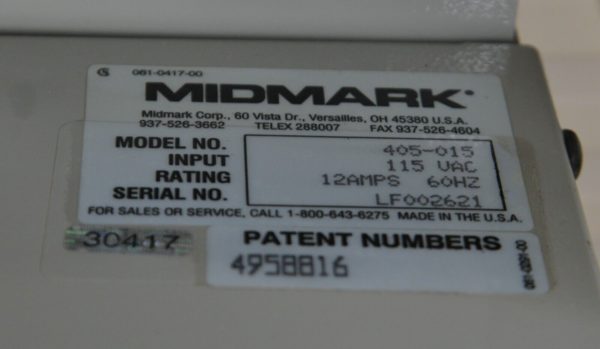 061-0417-00
MIDMARK
Midmark Corp., 60 Vista Dr., Versailles, OH 45380 U.S.A.
937-526-3662 TELEX 288007 FAX 937-526-4604
MODEL NO. 405-015
INPUT 115 VAC
RATING 12AMPS 60HZ
SERIAL NO. LF002621
FOR SALES OR SERVICE, CALL 1-800-643-6275 MADE IN THE U.S.A.
30417
PATENT NUMBERS
4958816